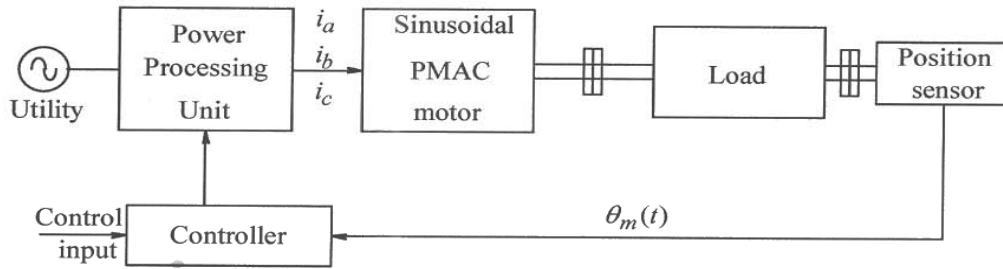 Utility
Power
Processing
Unit
i_a
i_b
i_c
Sinusoidal
PMAC
motor
Load
Position
sensor
Control
input
Controller
θ_m(t)